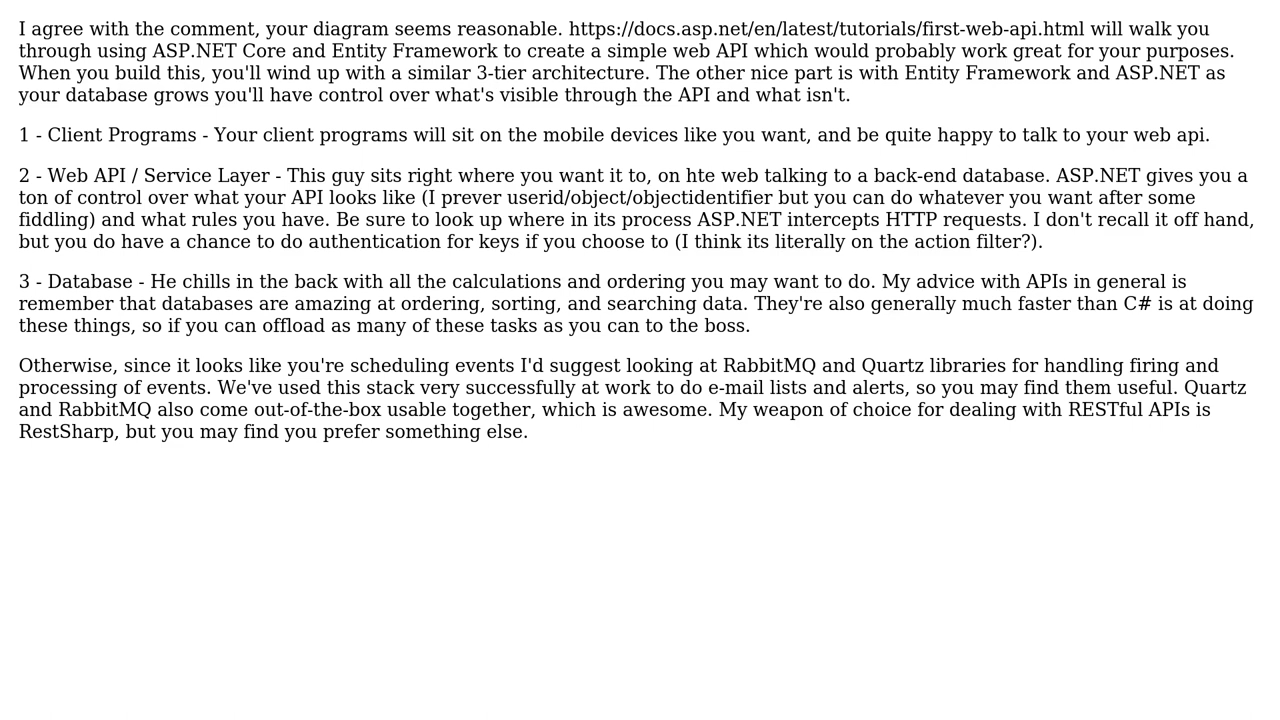 I agree with the comment, your diagram seems reasonable. https://docs.asp.net/en/latest/tutorials/first-web-api.html will walk you
through using ASP.NET Core and Entity Framework to create a simple web API which would probably work great for your purposes.
When you build this, you'll wind up with a similar 3-tier architecture. The other nice part is with Entity Framework and ASP.NET as
your database grows you'll have control over what's visible through the API and what isn't.
1 - Client Programs - Your client programs will sit on the mobile devices like you want, and be quite happy to talk to your web api.
2 - Web API / Service Layer - This guy sits right where you want it to, on hte web talking to a back-end database. ASP.NET gives you a
ton of control over what your API looks like (I prever userid/object/objectidentifier but you can do whatever you want after some
fiddling) and what rules you have. Be sure to look up where in its process ASP.NET intercepts HTTP requests. I don't recall it off hand,
but you do have a chance to do authentication for keys if you choose to (I think its literally on the action filter?).
3 - Database - He chills in the back with all the calculations and ordering you may want to do. My advice with APIs in general is
remember that databases are amazing at ordering, sorting, and searching data. They're also generally much faster than C# is at doing
these things, so if you can offload as many of these tasks as you can to the boss.
Otherwise, since it looks like you're scheduling events I'd suggest looking at RabbitMQ and Quartz libraries for handling firing and
processing of events. We've used this stack very successfully at work to do e-mail lists and alerts, so you may find them useful. Quartz
and RabbitMQ also come out-of-the-box usable together, which is awesome. My weapon of choice for dealing with RESTful APIs is
RestSharp, but you may find you prefer something else.